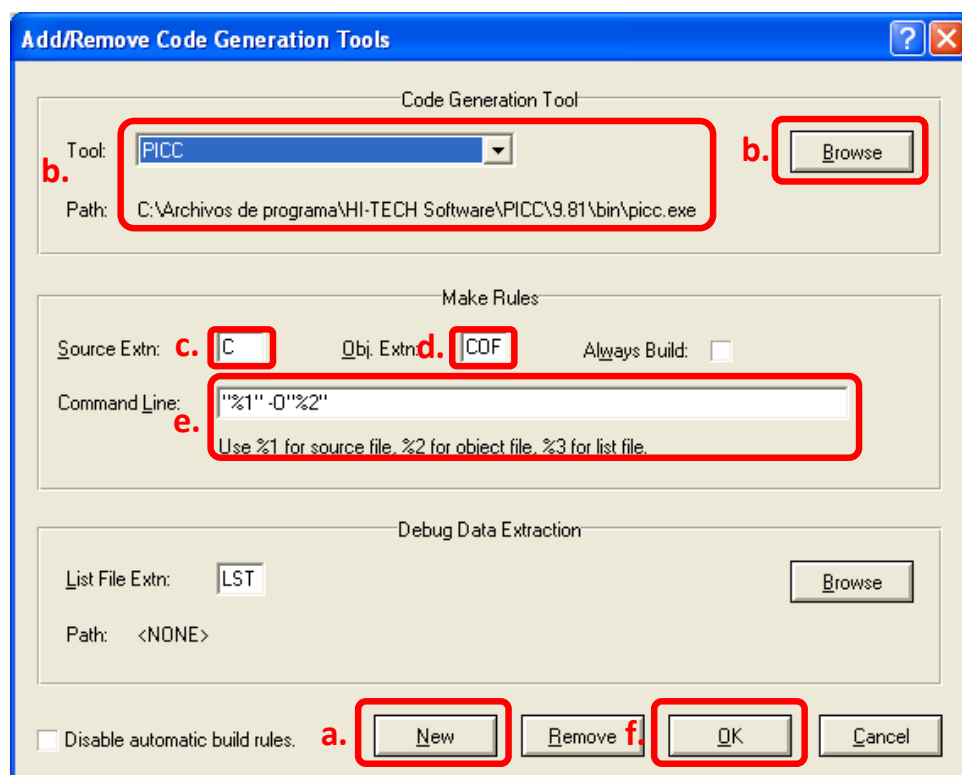 Add/Remove Code Generation Tools
Code Generation Tool
Tool: PICC
b. b. Browse
Path: C:\Archivos de programa\HI-TECH Software\PICC\9.81\bin\picc.exe
Make Rules
Source Extn: c. C Obj. Extn: d. COF Always Build:
Command Line: "%1" -O"%2"
e.
Use %1 for source file, %2 for object file, %3 for list file.
Debug Data Extraction
List File Extn: LST Browse
Path: <NONE>
Disable automatic build rules. a. New Remove f. OK Cancel